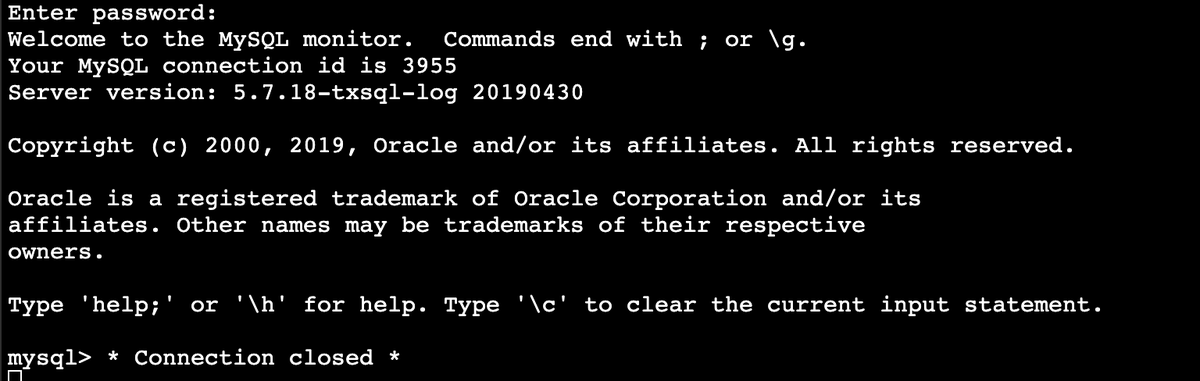 Enter password:
Welcome to the MySQL monitor.  Commands end with ; or \g.
Your MySQL connection id is 3955
Server version: 5.7.18-txsql-log 20190430

Copyright (c) 2000, 2019, Oracle and/or its affiliates. All rights reserved.

Oracle is a registered trademark of Oracle Corporation and/or its
affiliates. Other names may be trademarks of their respective
owners.

Type 'help;' or '\h' for help. Type '\c' to clear the current input statement.

mysql> * Connection closed *